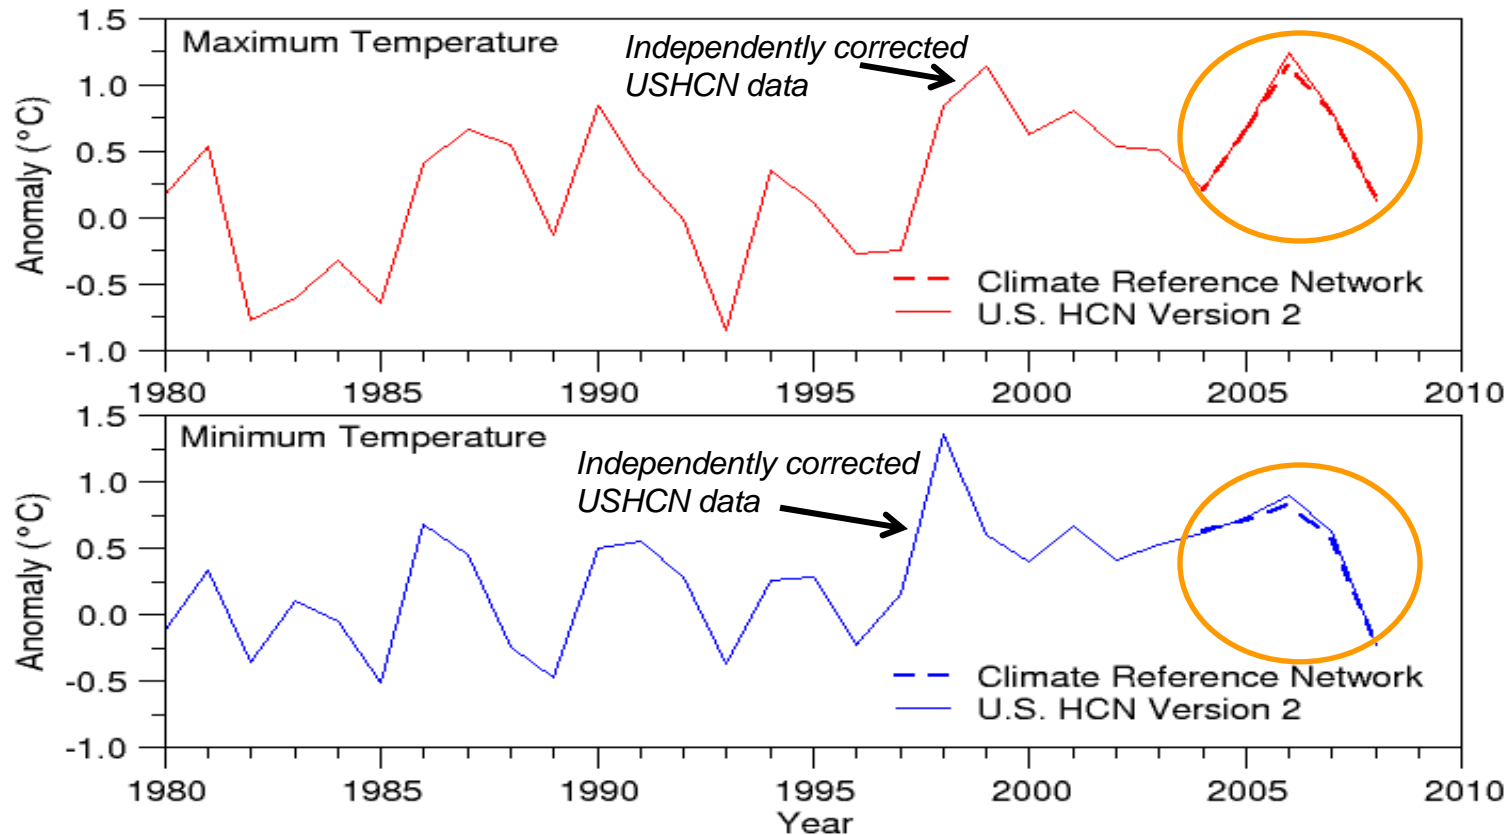 1.5
Maximum Temperature
Independently corrected
USHCN data
1.0
0.5
0.0
-0.5
-1.0
Anomaly (°C)
Climate Reference Network
U.S. HCN Version 2
1980 1985 1990 1995 2000 2005 2010
1.5
Minimum Temperature
Independently corrected
USHCN data
1.0
0.5
0.0
-0.5
-1.0
Anomaly (°C)
Climate Reference Network
U.S. HCN Version 2
1980 1985 1990 1995 2000 2005 2010
Year